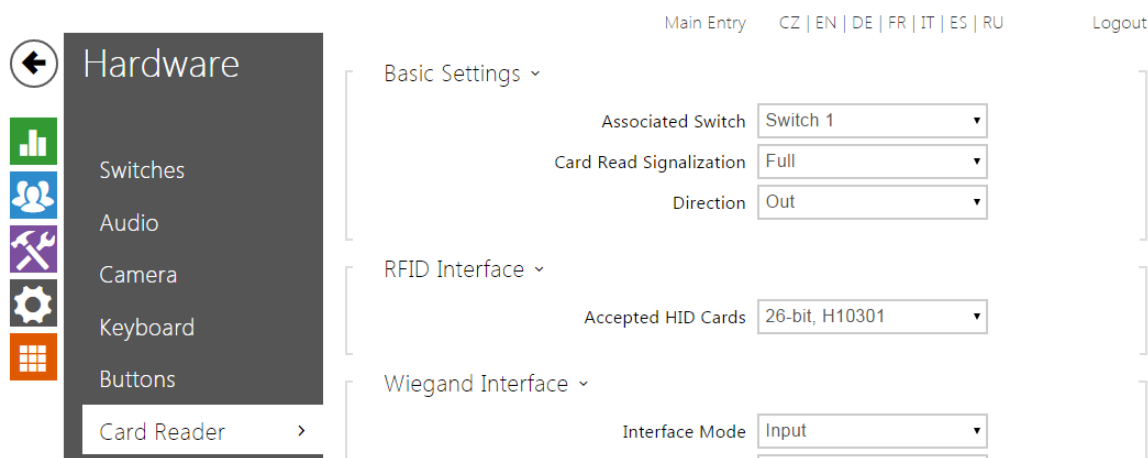 Main Entry CZ | EN | DE | FR | IT | ES | RU Logout
Hardware
Switches
Audio
Camera
Keyboard
Buttons
Card Reader
Basic Settings
Associated Switch Switch 1
Card Read Signalization Full
Direction Out
RFID Interface
Accepted HID Cards 26-bit, H10301
Wiegand Interface
Interface Mode Input